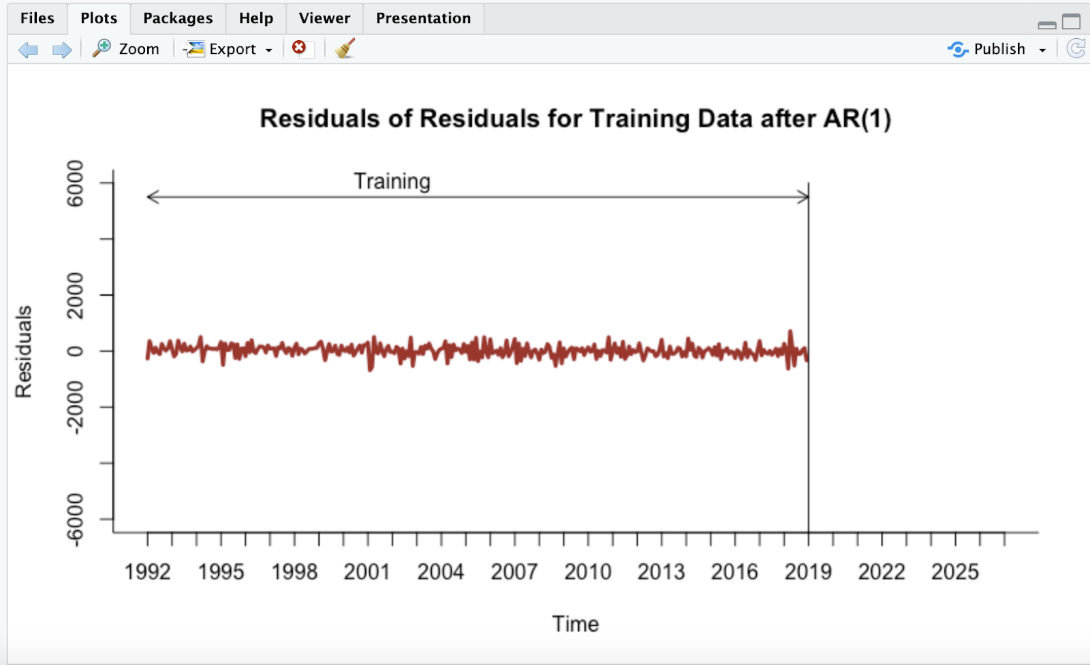 Files Plots Packages Help Viewer Presentation
Zoom Export Publish
Residuals of Residuals for Training Data after AR(1)
Training
Residuals
6000
2000
0
-2000
-6000
1992 1995 1998 2001 2004 2007 2010 2013 2016 2019 2022 2025
Time